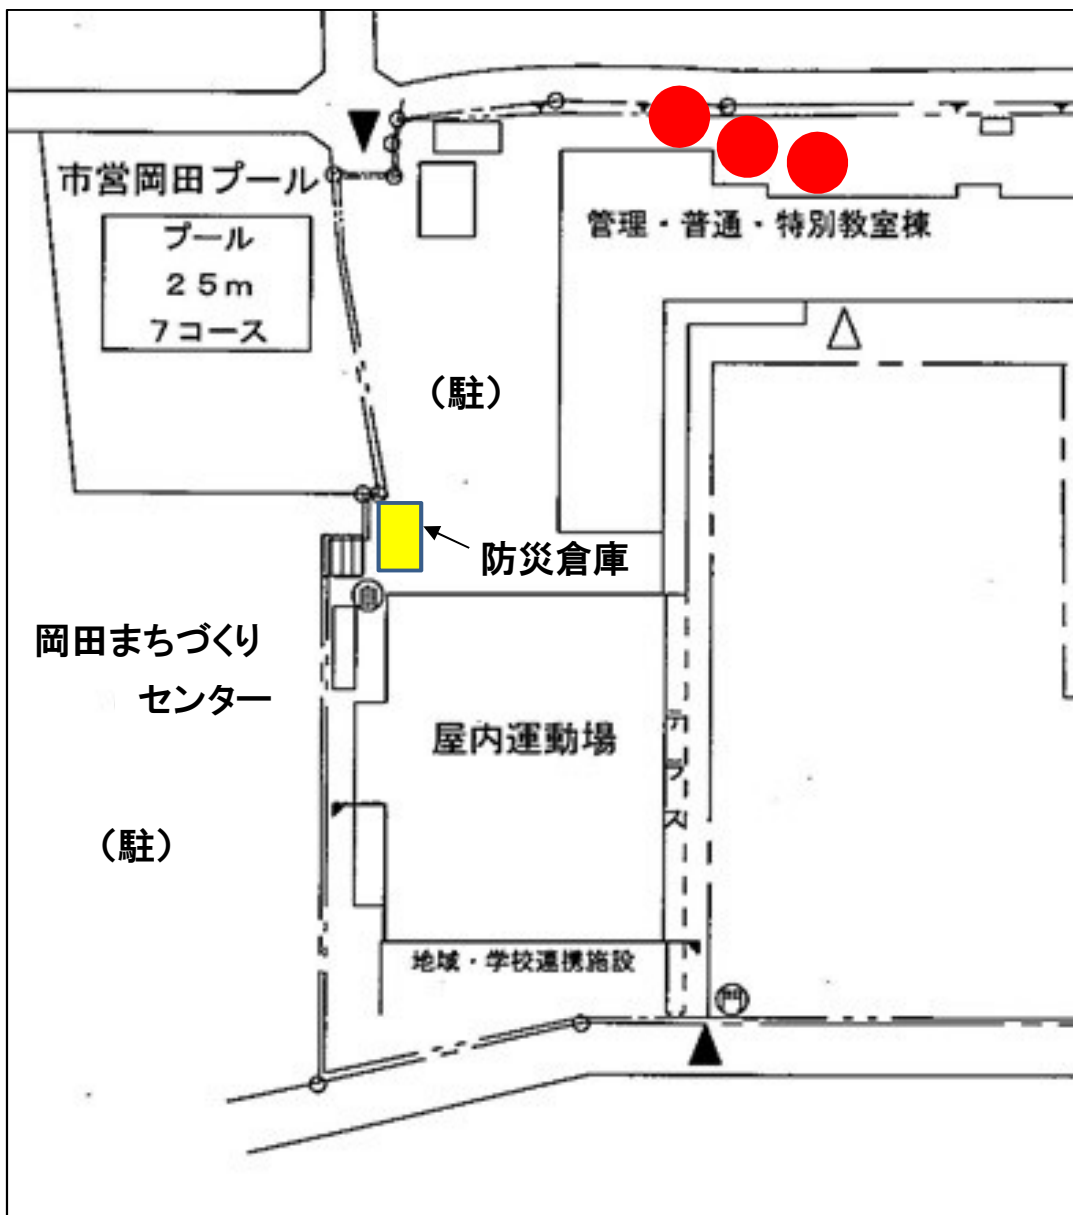 市営岡田プール
プール
２５ｍ
７コース
管理・普通・特別教室棟
（駐）
防災倉庫
岡田まちづくり
センター
屋内運動場
テラス
（駐）
地域・学校連携施設